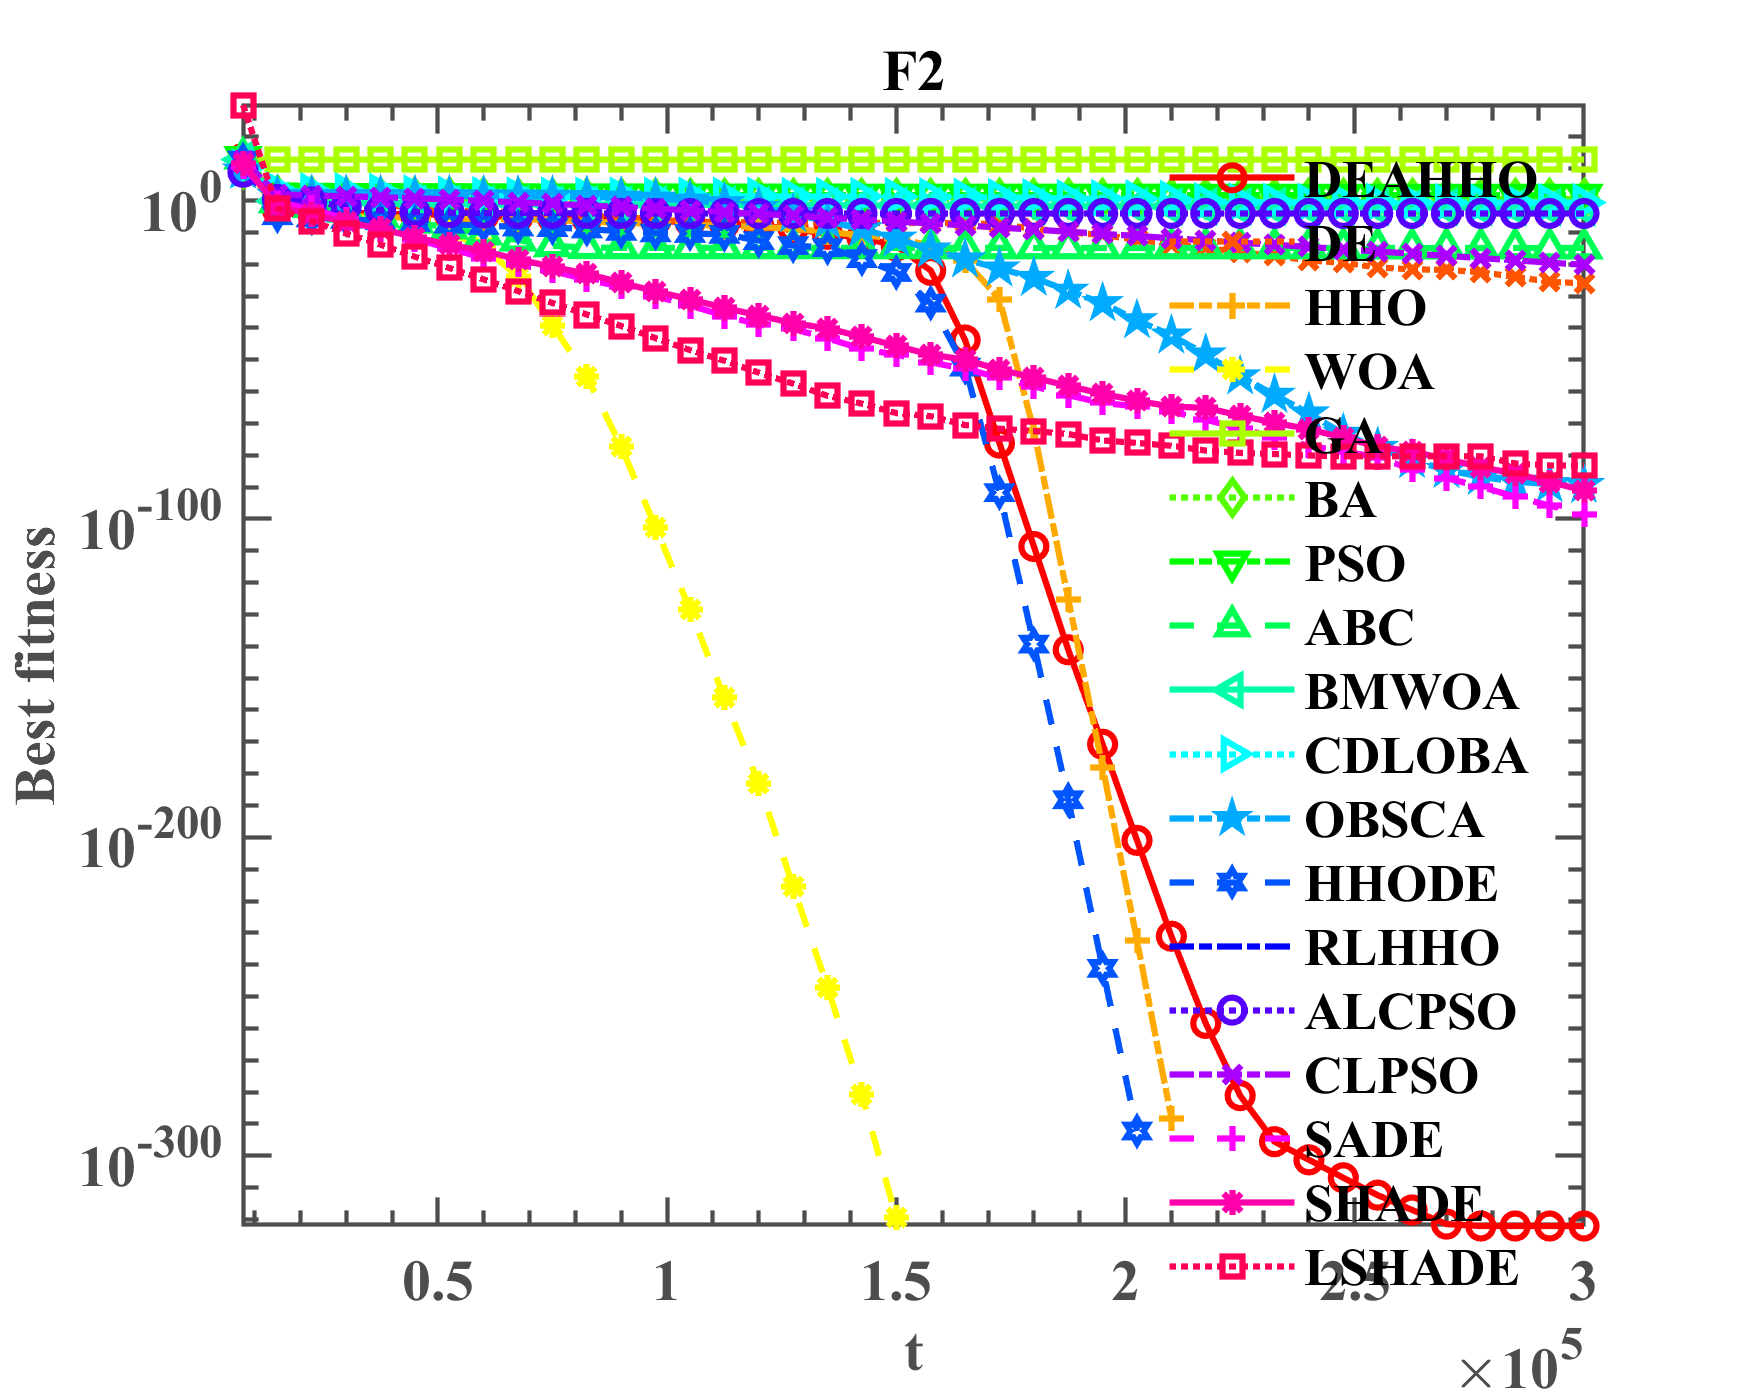 F2
10^0
10^-100
10^-200
10^-300
Best fitness
0.5 1 1.5 2 2.5 3
t
×10^5
DEAHHO
DE
HHO
WOA
GA
BA
PSO
ABC
BMWOA
CDLOBA
OBSCA
HHODE
RLHHO
ALCPSO
CLPSO
SADE
SHADE
LSHADE